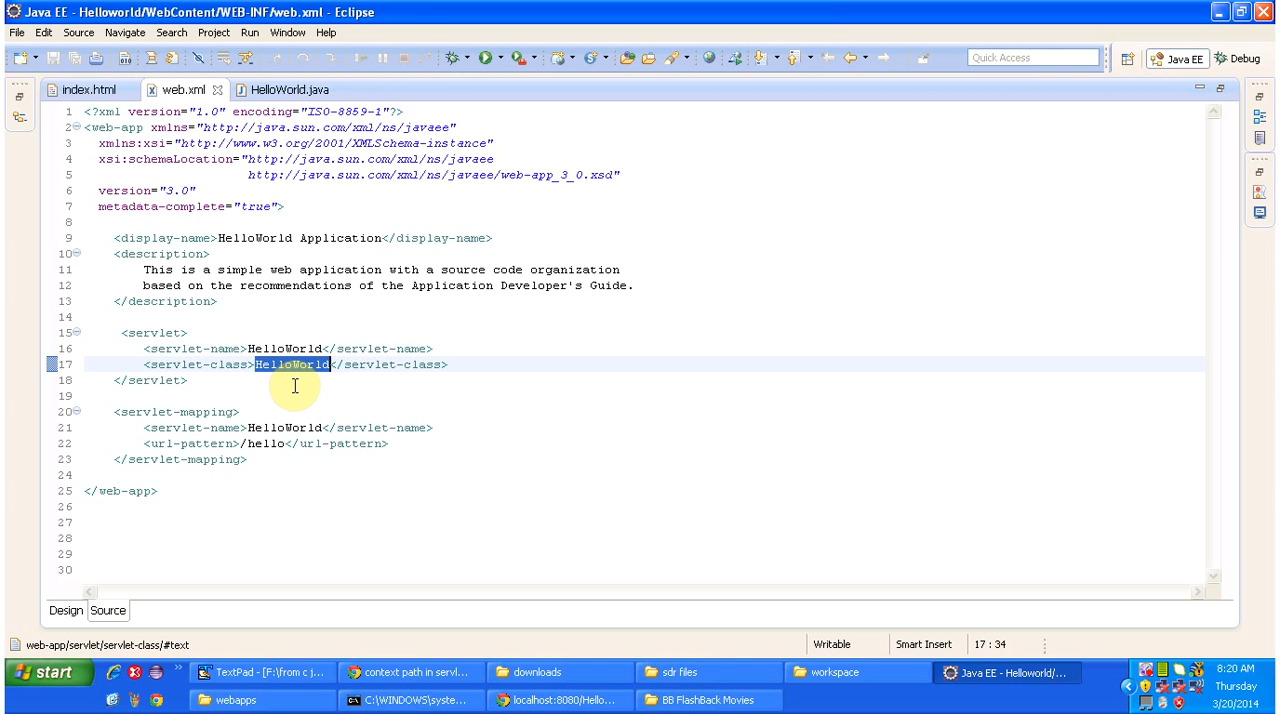 Java EE - Helloworld/WebContent/WEB-INF/web.xml - Eclipse
File Edit Source Navigate Search Project Run Window Help
Quick Access
Java EE
Debug
index.html
web.xml
HelloWorld.java
1 <?xml version="1.0" encoding="ISO-8859-1"?>
2 <web-app xmlns="http://java.sun.com/xml/ns/javaee"
3 xmlns:xsi="http://www.w3.org/2001/XMLSchema-instance"
4 xsi:schemaLocation="http://java.sun.com/xml/ns/javaee
5 http://java.sun.com/xml/ns/javaee/web-app_3_0.xsd"
6 version="3.0"
7 metadata-complete="true">
8
9 <display-name>HelloWorld Application</display-name>
10 <description>
11 This is a simple web application with a source code organization
12 based on the recommendations of the Application Developer's Guide.
13 </description>
14
15 <servlet>
16 <servlet-name>HelloWorld</servlet-name>
17 <servlet-class>HelloWorld</servlet-class>
18 </servlet>
19
20 <servlet-mapping>
21 <servlet-name>HelloWorld</servlet-name>
22 <url-pattern>/hello</url-pattern>
23 </servlet-mapping>
24
25 </web-app>
26
27
28
29
30
Design Source
web-app/servlet/servlet-class/#text
Writable
Smart Insert
17 : 34
start
TextPad - [F:\from c j...
context path in servl...
downloads
sdr files
workspace
Java EE - Helloworld/...
8:20 AM
Thursday
3/20/2014
webapps
C:\WINDOWS\syste...
localhost:8080/Hello...
BB FlashBack Movies